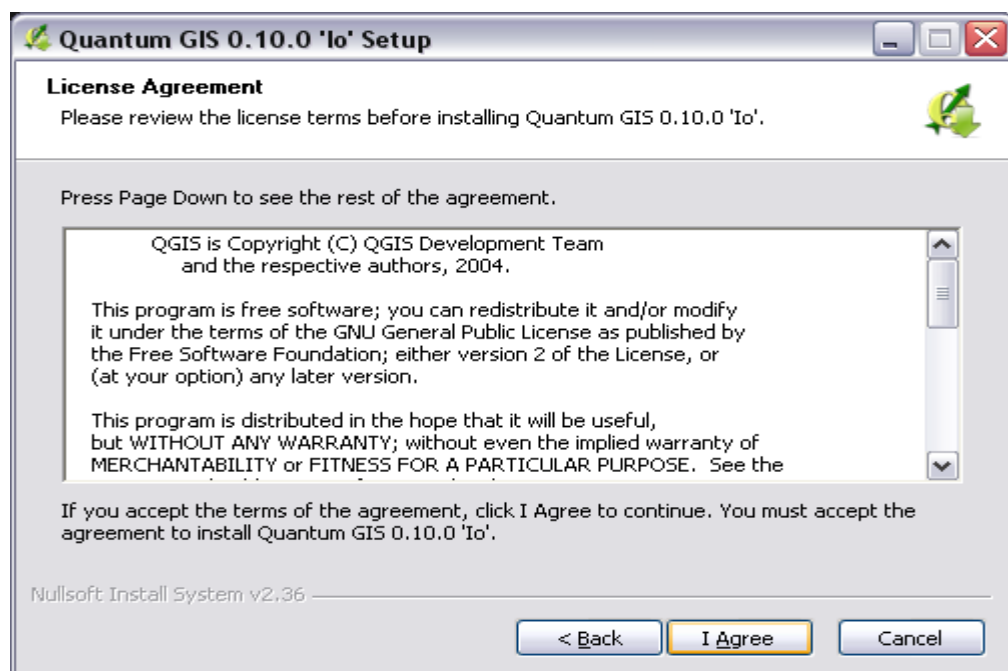 Quantum GIS 0.10.0 'Io' Setup
License Agreement
Please review the license terms before installing Quantum GIS 0.10.0 'Io'.
Press Page Down to see the rest of the agreement.
QGIS is Copyright (C) QGIS Development Team
and the respective authors, 2004.
This program is free software; you can redistribute it and/or modify
it under the terms of the GNU General Public License as published by
the Free Software Foundation; either version 2 of the License, or
(at your option) any later version.
This program is distributed in the hope that it will be useful,
but WITHOUT ANY WARRANTY; without even the implied warranty of
MERCHANTABILITY or FITNESS FOR A PARTICULAR PURPOSE.  See the
If you accept the terms of the agreement, click I Agree to continue. You must accept the
agreement to install Quantum GIS 0.10.0 'Io'.
Nullsoft Install System v2.36
< Back
I Agree
Cancel